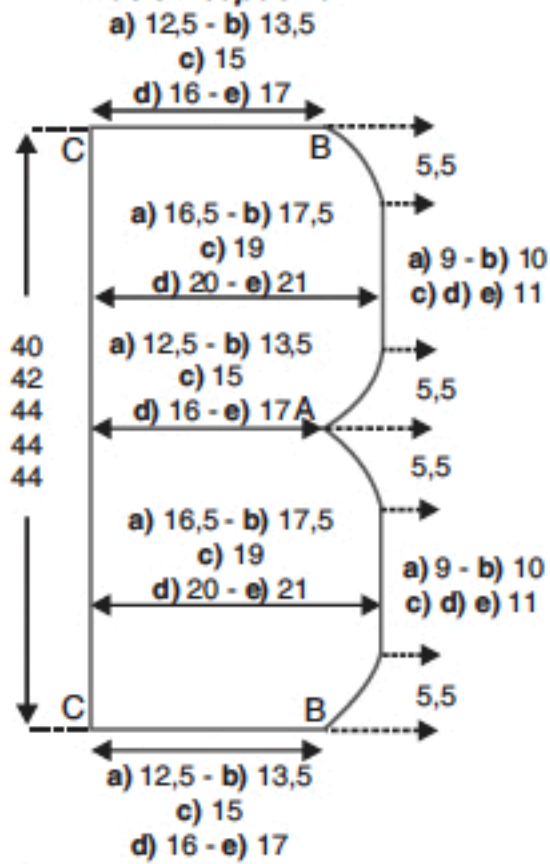 a) 12,5 - b) 13,5
c) 15
d) 16 - e) 17
C
B
5,5
a) 16,5 - b) 17,5
c) 19
d) 20 - e) 21
a) 9 - b) 10
c) d) e) 11
40
42
44
44
44
a) 12,5 - b) 13,5
c) 15
d) 16 - e) 17
A
5,5
5,5
a) 16,5 - b) 17,5
c) 19
d) 20 - e) 21
a) 9 - b) 10
c) d) e) 11
C
B
5,5
a) 12,5 - b) 13,5
c) 15
d) 16 - e) 17